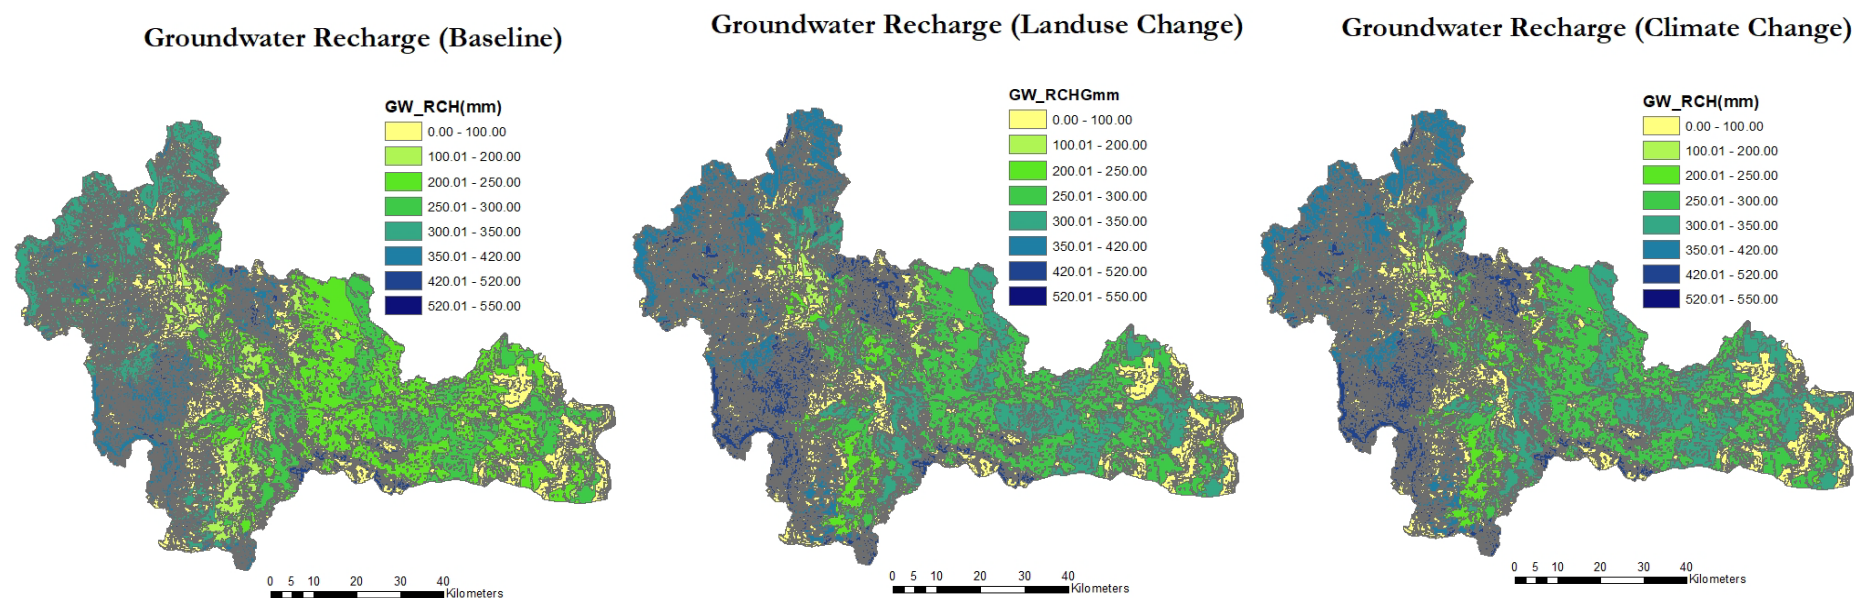 Groundwater Recharge (Baseline)
GW_RCH(mm)
0.00 - 100.00
100.01 - 200.00
200.01 - 250.00
250.01 - 300.00
300.01 - 350.00
350.01 - 420.00
420.01 - 520.00
520.01 - 550.00
0 5 10 20 30 40
Kilometers
Groundwater Recharge (Landuse Change)
GW_RCHGmm
0.00 - 100.00
100.01 - 200.00
200.01 - 250.00
250.01 - 300.00
300.01 - 350.00
350.01 - 420.00
420.01 - 520.00
520.01 - 550.00
0 5 10 20 30 40
Kilometers
Groundwater Recharge (Climate Change)
GW_RCH(mm)
0.00 - 100.00
100.01 - 200.00
200.01 - 250.00
250.01 - 300.00
300.01 - 350.00
350.01 - 420.00
420.01 - 520.00
520.01 - 550.00
0 5 10 20 30 40
Kilometers